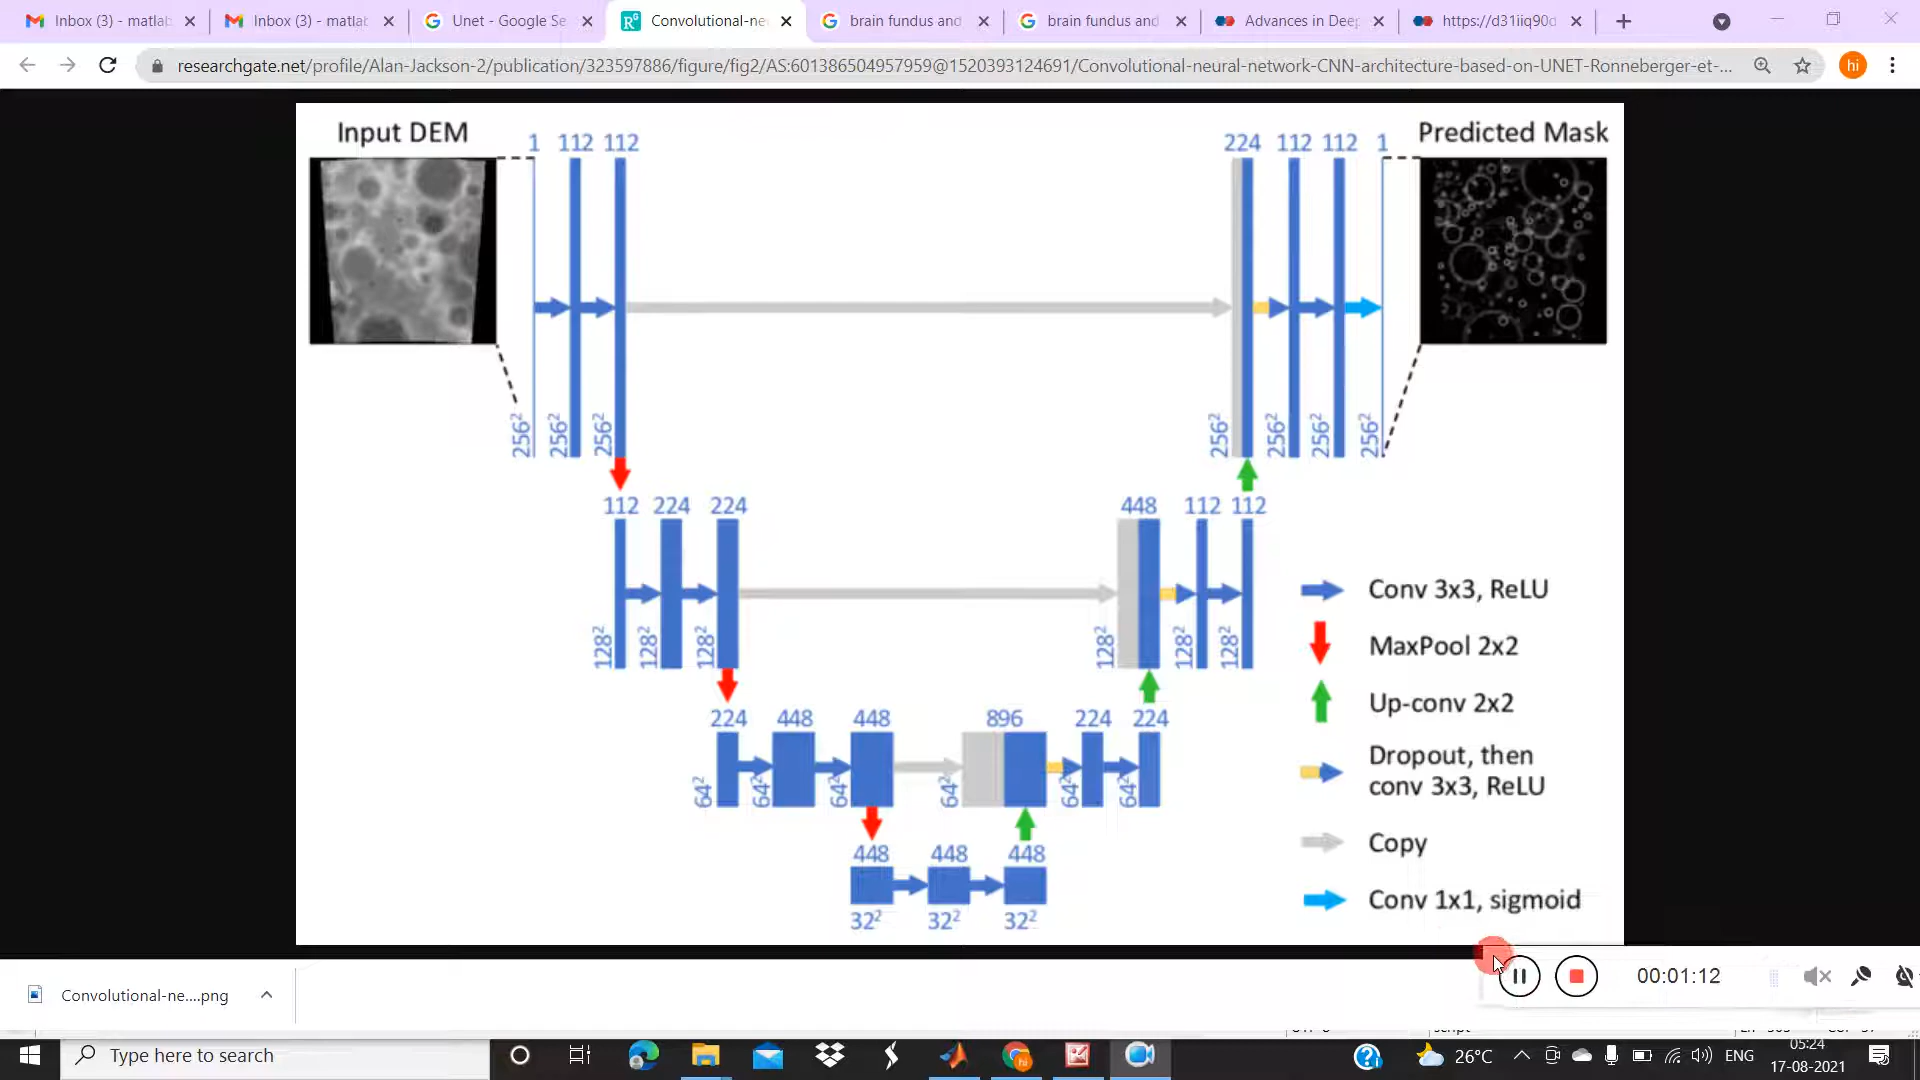 Inbox (3) - matlab
Inbox (3) - matlab
Unet - Google Se
Convolutional-ne
brain fundus and
brain fundus and
Advances in Deep
https://d31iiq90d
researchgate.net/profile/Alan-Jackson-2/publication/323597886/figure/fig2/AS:601386504957959@1520393124691/Convolutional-neural-network-CNN-architecture-based-on-UNET-Ronneberger-et-...
hi
Input DEM
1 112 112
224 112 112 1
Predicted Mask
256² 256² 256²
256² 256² 256² 256²
112 224 224
448 112 112
128² 128² 128²
128² 128² 128²
224 448 448
896 224 224
64² 64² 64²
64² 64² 64²
448 448 448
32² 32² 32²
Conv 3x3, ReLU
MaxPool 2x2
Up-conv 2x2
Dropout, then
conv 3x3, ReLU
Copy
Conv 1x1, sigmoid
00:01:12
Convolutional-ne....png
script
Type here to search
26°C
ENG
05:24
17-08-2021